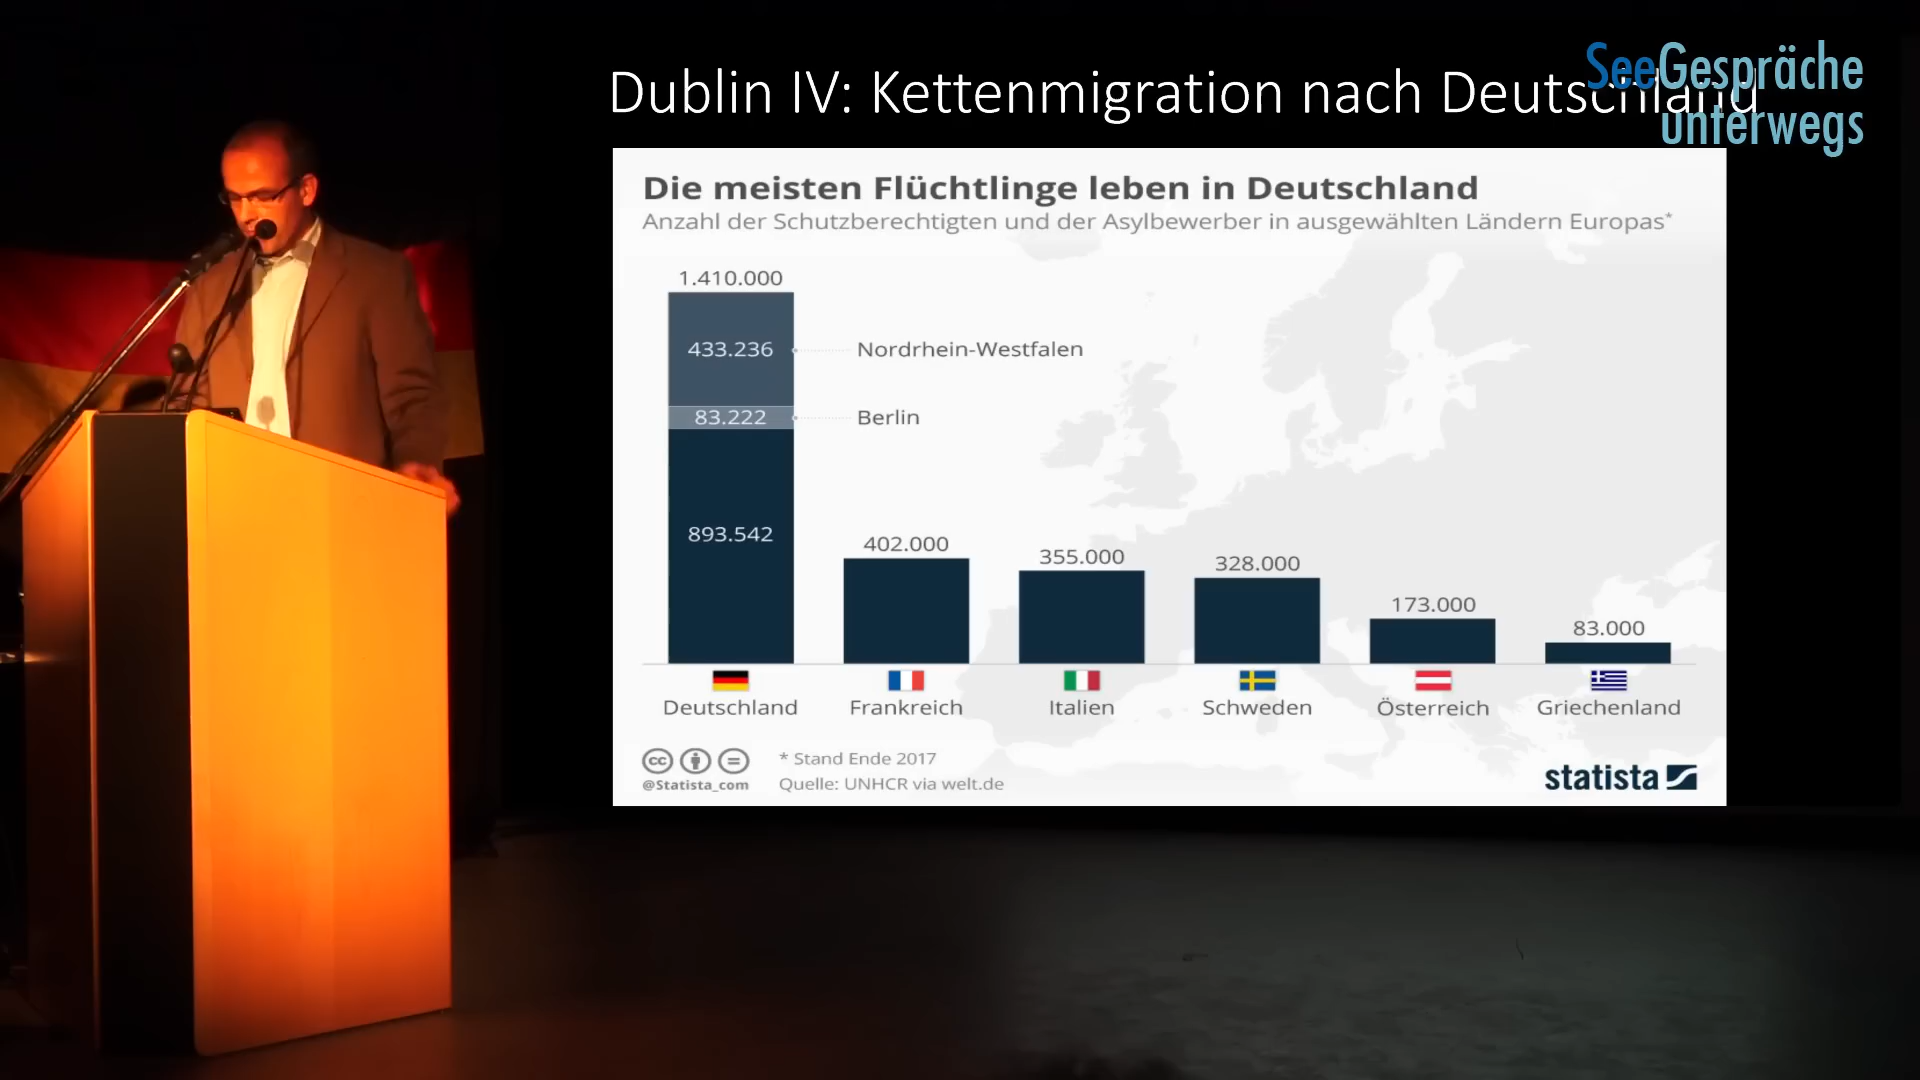 SeeGespräche
unterwegs
Dublin IV: Kettenmigration nach Deutschland
Die meisten Flüchtlinge leben in Deutschland
Anzahl der Schutzberechtigten und der Asylbewerber in ausgewählten Ländern Europas*
1.410.000
433.236 Nordrhein-Westfalen
83.222 Berlin
893.542
402.000
355.000
328.000
173.000
83.000
Deutschland Frankreich Italien Schweden Österreich Griechenland
cc
@Statista_com
* Stand Ende 2017
Quelle: UNHCR via welt.de
statista